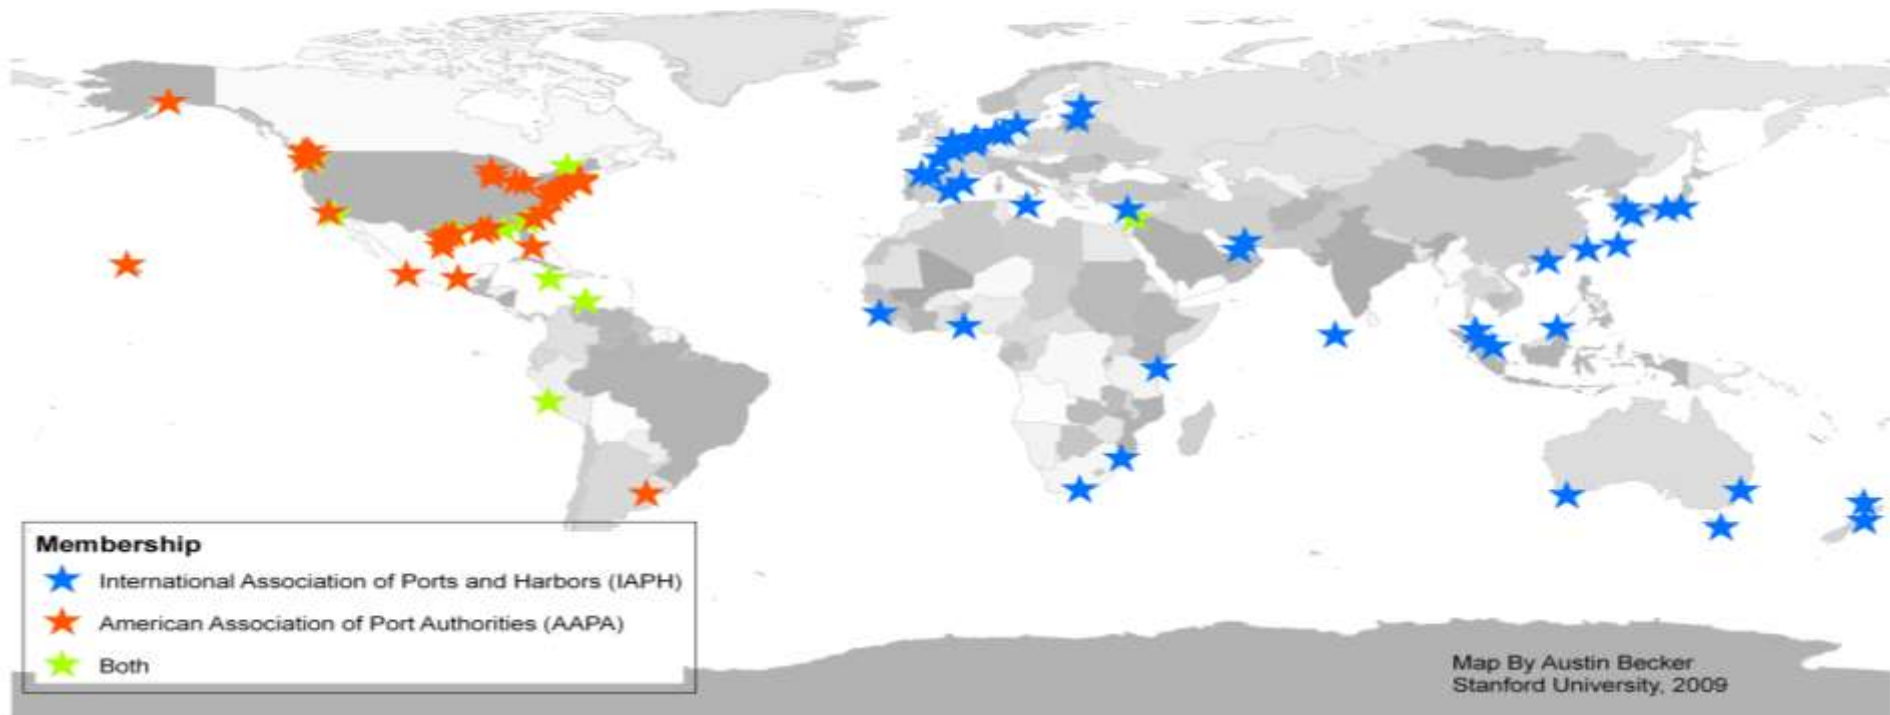 Membership
International Association of Ports and Harbors (IAPH)
American Association of Port Authorities (AAPA)
Both
Map By Austin Becker
Stanford University, 2009